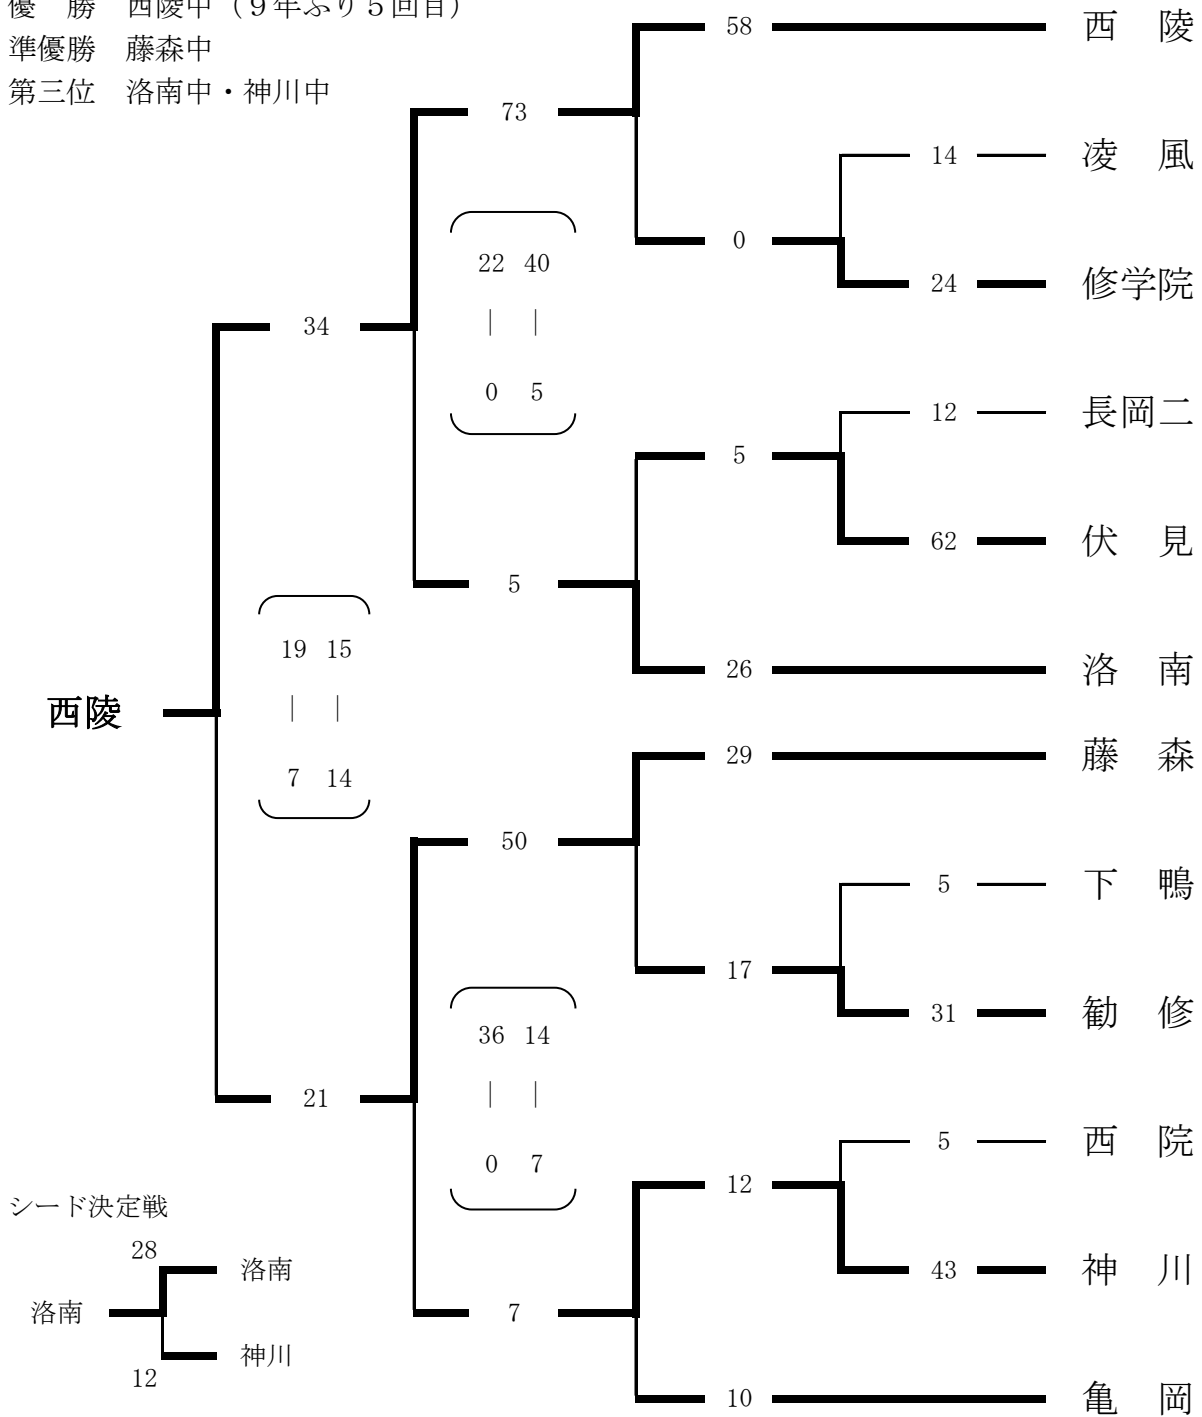 優　勝　西陵中（９年ぶり５回目）
準優勝　藤森中
第三位　洛南中・神川中
58 西　陵
73
14 凌　風
0
22 40
24 修学院
34
｜ ｜
0 5
12 長岡二
5
62 伏　見
5
19 15
26 洛　南
西陵
｜ ｜
29 藤　森
7 14
50
5 下　鴨
17
31 勧　修
36 14
21
｜ ｜
5 西　院
0 7
12
シード決定戦
28
洛南
43 神　川
洛南
7
神川
12
10 亀　岡